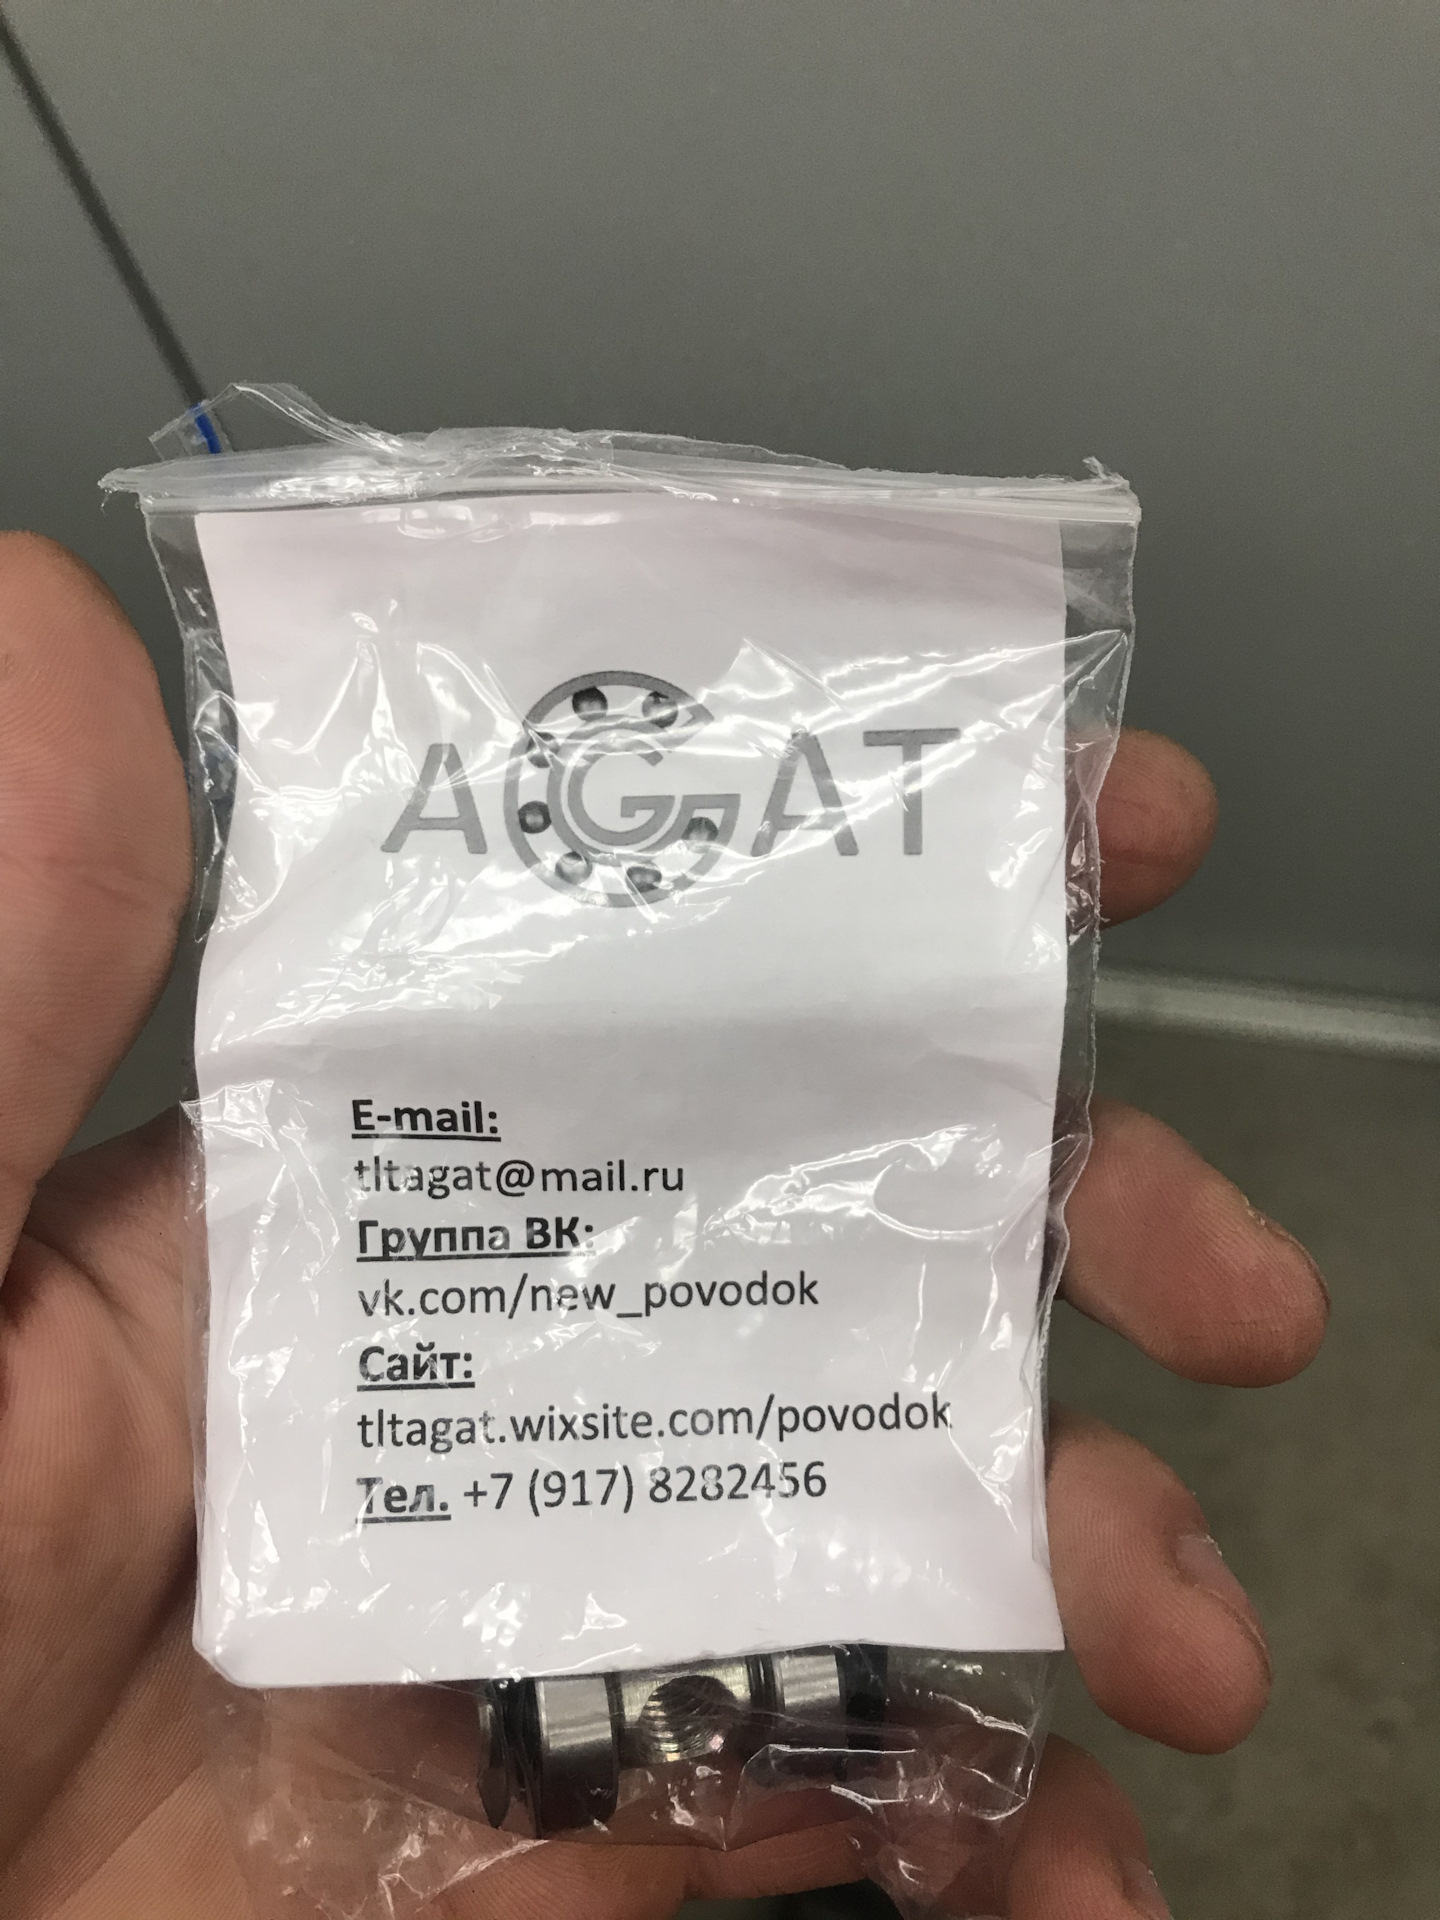 AGAT
E-mail:
tltagat@mail.ru
Группа ВК:
vk.com/new_povodok
Сайт:
tltagat.wixsite.com/povodok
Тел. +7 (917) 8282456